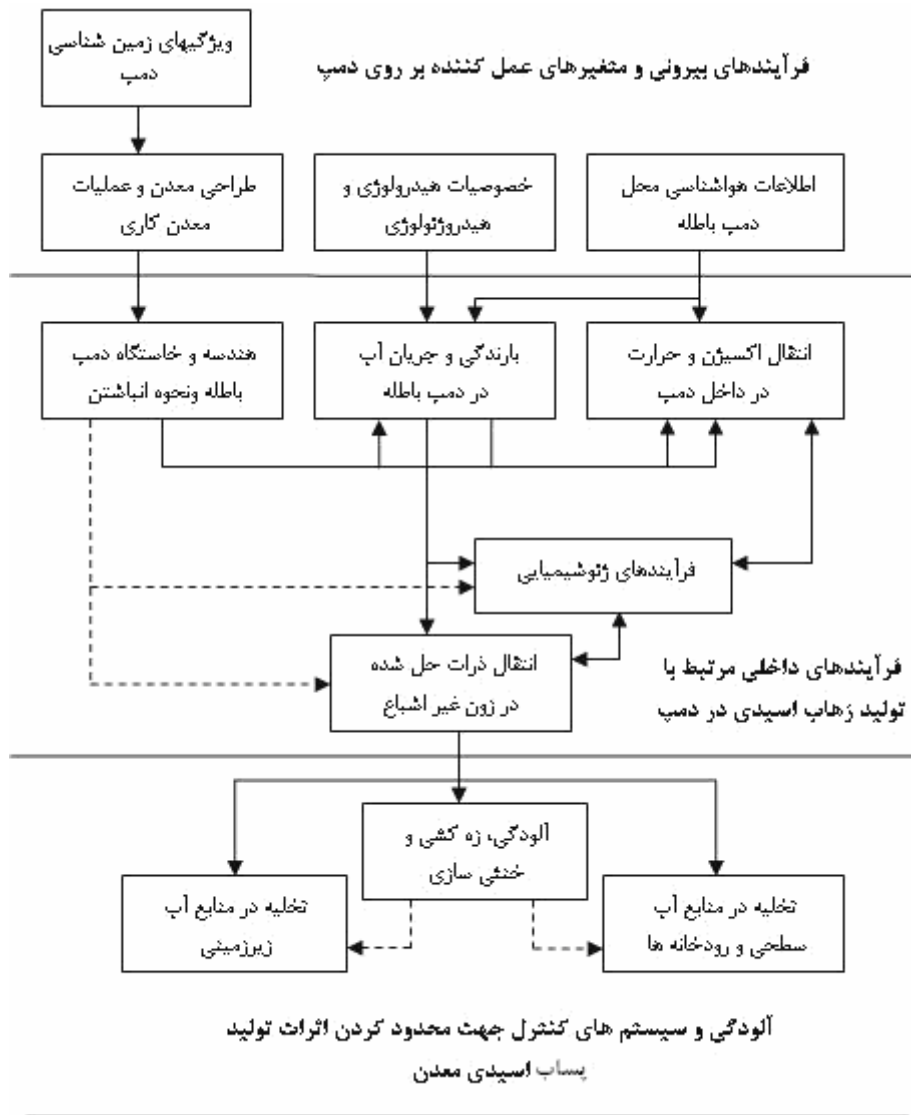 ویژگیهای زمین شناسی
دمپ
فرآیندهای بیرونی و متغیرهای عمل کننده بر روی دمپ
اطلاعات هواشناسی محل
دمپ باطله
خصوصیات هیدرولوژی و
هیدروژئولوژی
طراحی معدن و عملیات
معدن کاری
انتقال اکسیژن و حرارت
در داخل دمپ
بارندگی و جریان آب
در دمپ باطله
هندسه و خاستگاه دمپ
باطله ونحوه انباشتن
فرآیندهای ژئوشیمیایی
انتقال ذرات حل شده
در زون غیر اشباع
فرآیندهای داخلی مرتبط با
تولید زهاب اسیدی در دمپ
آلودگی، زه کشی و
خنثی سازی
تخلیه در منابع آب
سطحی و رودخانه ها
تخلیه در منابع آب
زیرزمینی
آلودگی و سیستم های کنترل جهت محدود کردن اثرات تولید
پساب اسیدی معدن